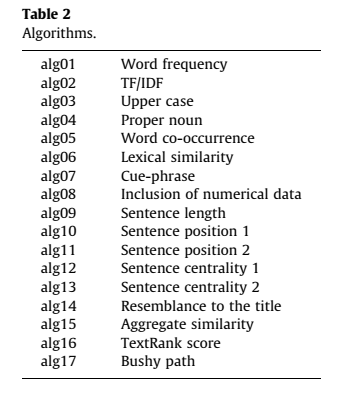 Table 2
Algorithms.
alg01 Word frequency
alg02 TF/IDF
alg03 Upper case
alg04 Proper noun
alg05 Word co-occurrence
alg06 Lexical similarity
alg07 Cue-phrase
alg08 Inclusion of numerical data
alg09 Sentence length
alg10 Sentence position 1
alg11 Sentence position 2
alg12 Sentence centrality 1
alg13 Sentence centrality 2
alg14 Resemblance to the title
alg15 Aggregate similarity
alg16 TextRank score
alg17 Bushy path